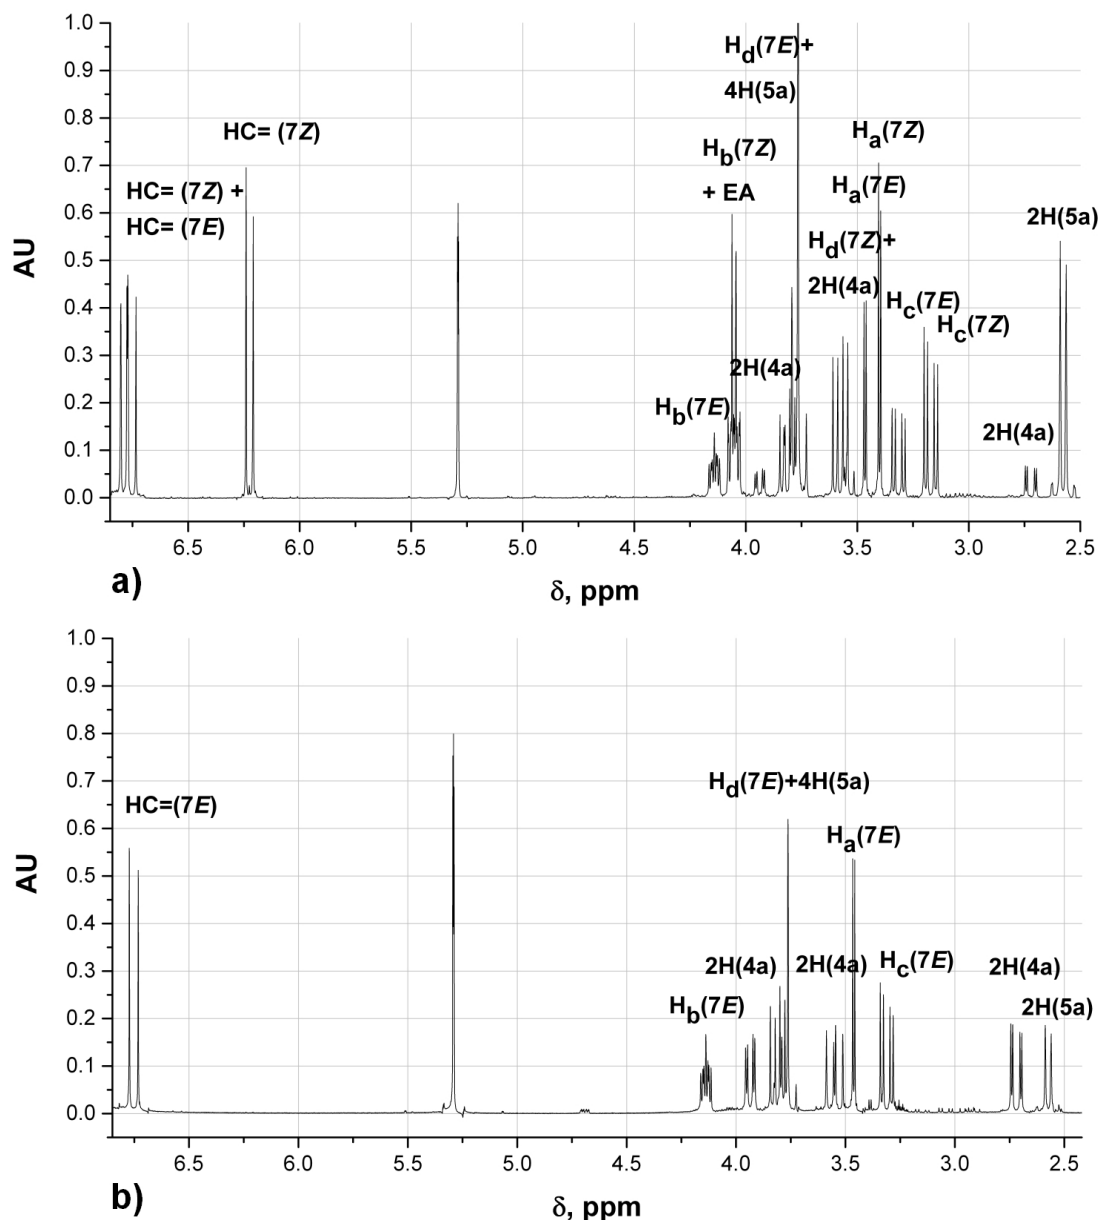 1.0
0.9
0.8
0.7
0.6
0.5
0.4
0.3
0.2
0.1
0.0
AU
HC= (7Z)
HC= (7Z) +
HC= (7E)
Hd(7E)+
4H(5a)
Hb(7Z)
+ EA
Ha(7Z)
Ha(7E)
Hd(7Z)+
2H(4a)
2H(5a)
Hc(7E)
Hc(7Z)
2H(4a)
Hb(7E)
2H(4a)
6.5 6.0 5.5 5.0 4.5 4.0 3.5 3.0 2.5
a)
δ, ppm
1.0
0.9
0.8
0.7
0.6
0.5
0.4
0.3
0.2
0.1
0.0
AU
HC=(7E)
Hd(7E)+4H(5a)
Ha(7E)
2H(4a) 2H(4a) Hc(7E) 2H(4a)
Hb(7E) 2H(5a)
6.5 6.0 5.5 5.0 4.5 4.0 3.5 3.0 2.5
b)
δ, ppm